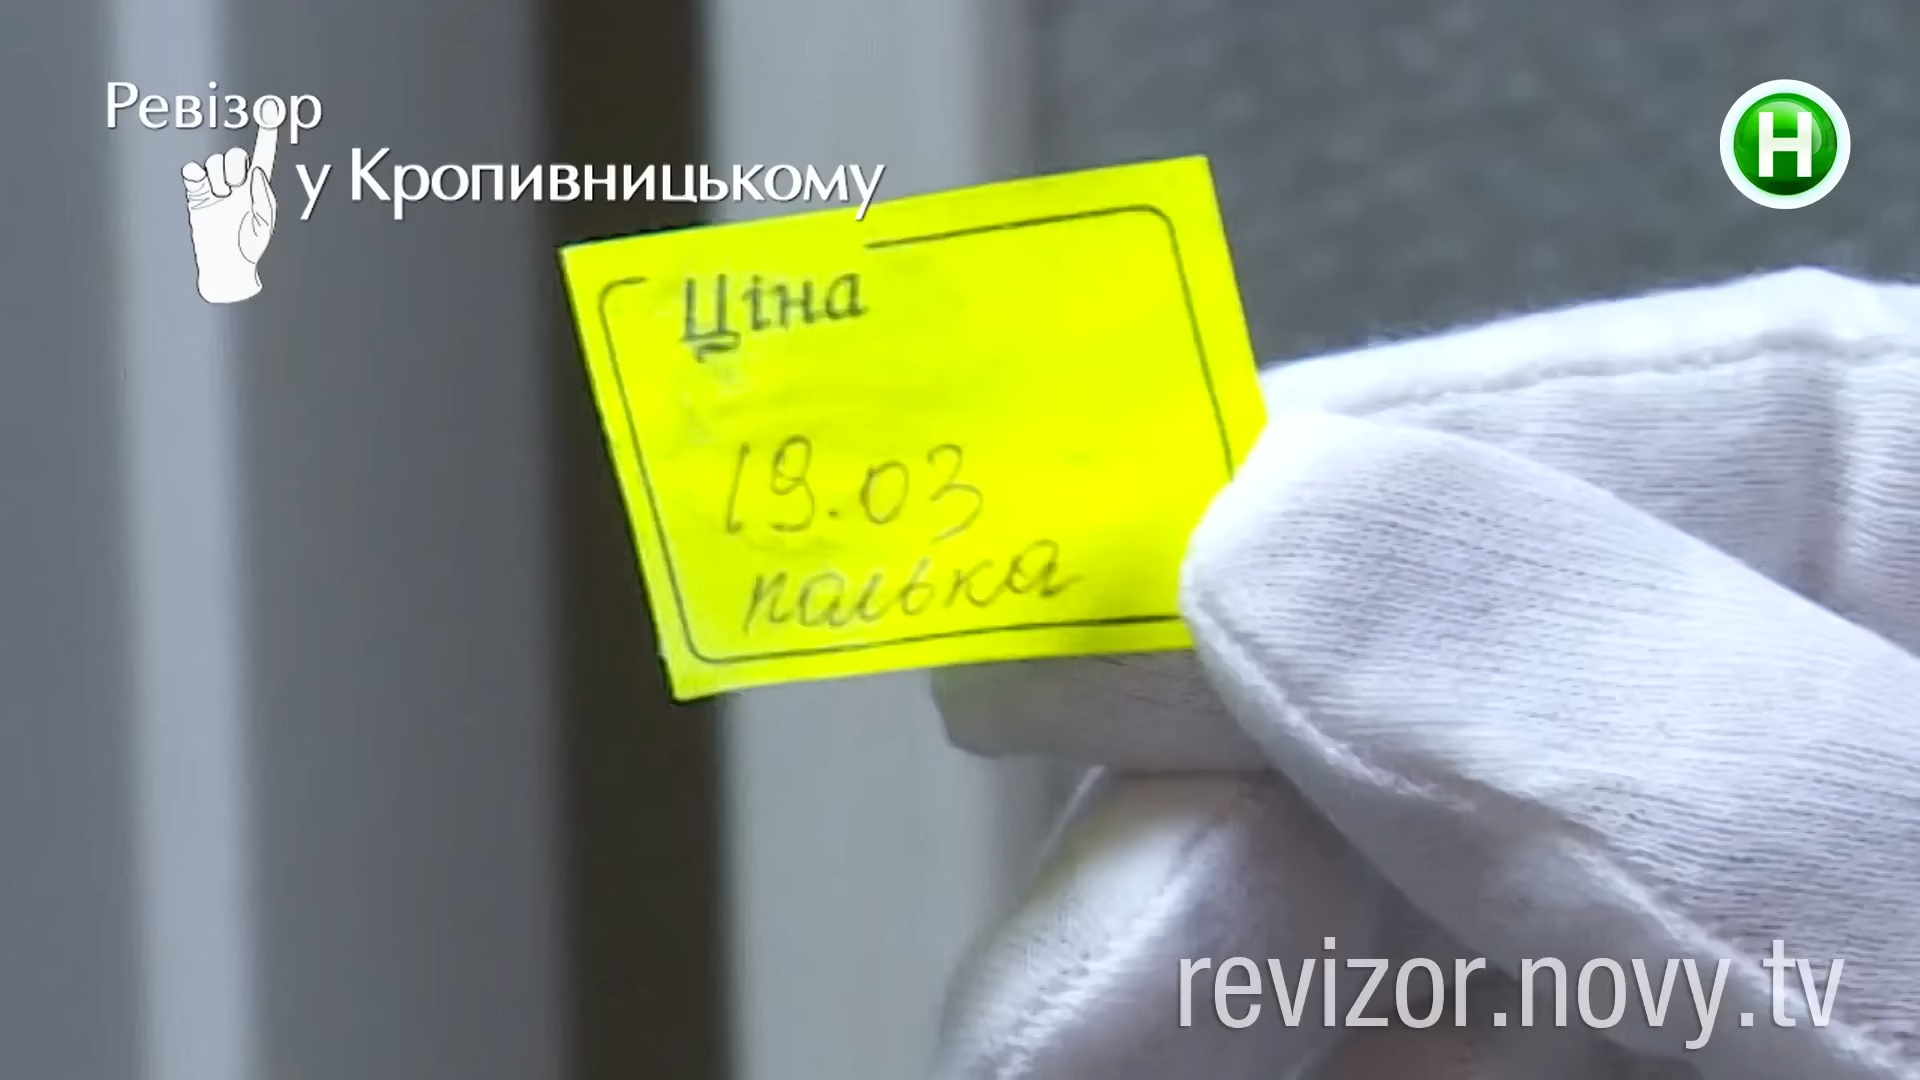 Ревізор
у Кропивницькому
Н
Ціна
19.03
палька
revizor.novy.tv